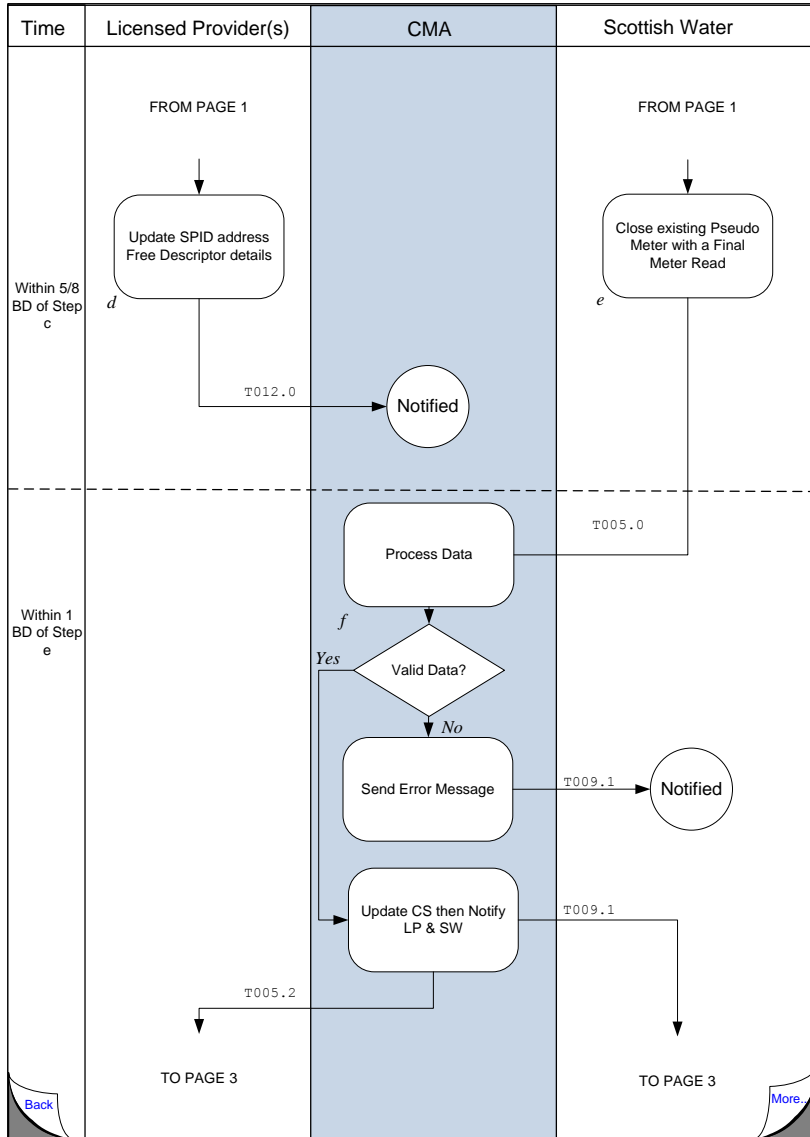 Time
Licensed Provider(s)
CMA
Scottish Water
FROM PAGE 1
FROM PAGE 1
Update SPID address
Free Descriptor details
Close existing Pseudo
Meter with a Final
Meter Read
Within 5/8
BD of Step
c
d
e
T012.0
Notified
T005.0
Process Data
Within 1
BD of Step
e
f
Yes
Valid Data?
No
Send Error Message
T009.1
Notified
Update CS then Notify
LP & SW
T009.1
T005.2
TO PAGE 3
TO PAGE 3
Back
More..